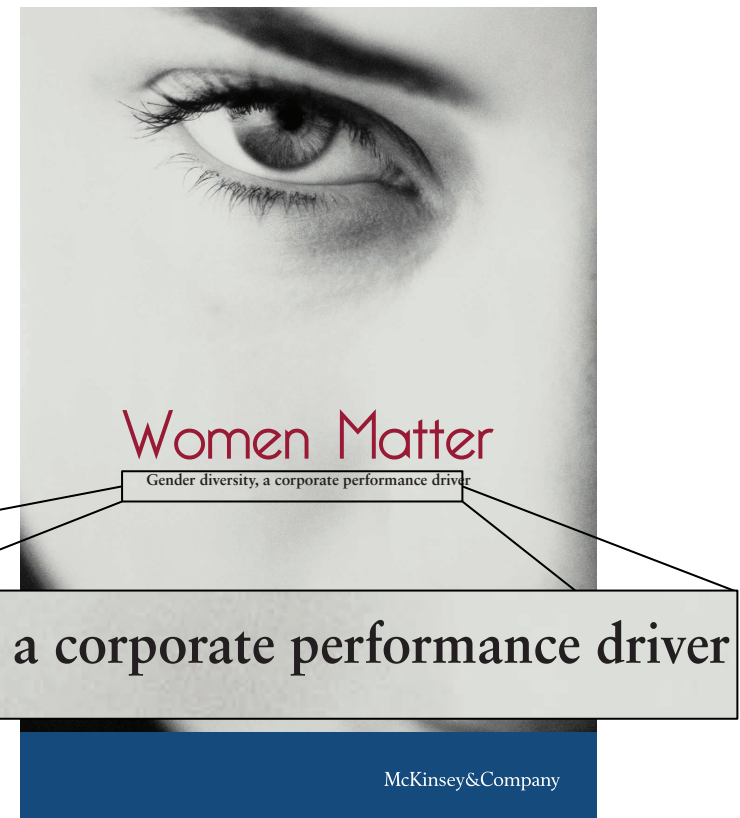 Women Matter
Gender diversity, a corporate performance driver
a corporate performance driver
McKinsey&Company